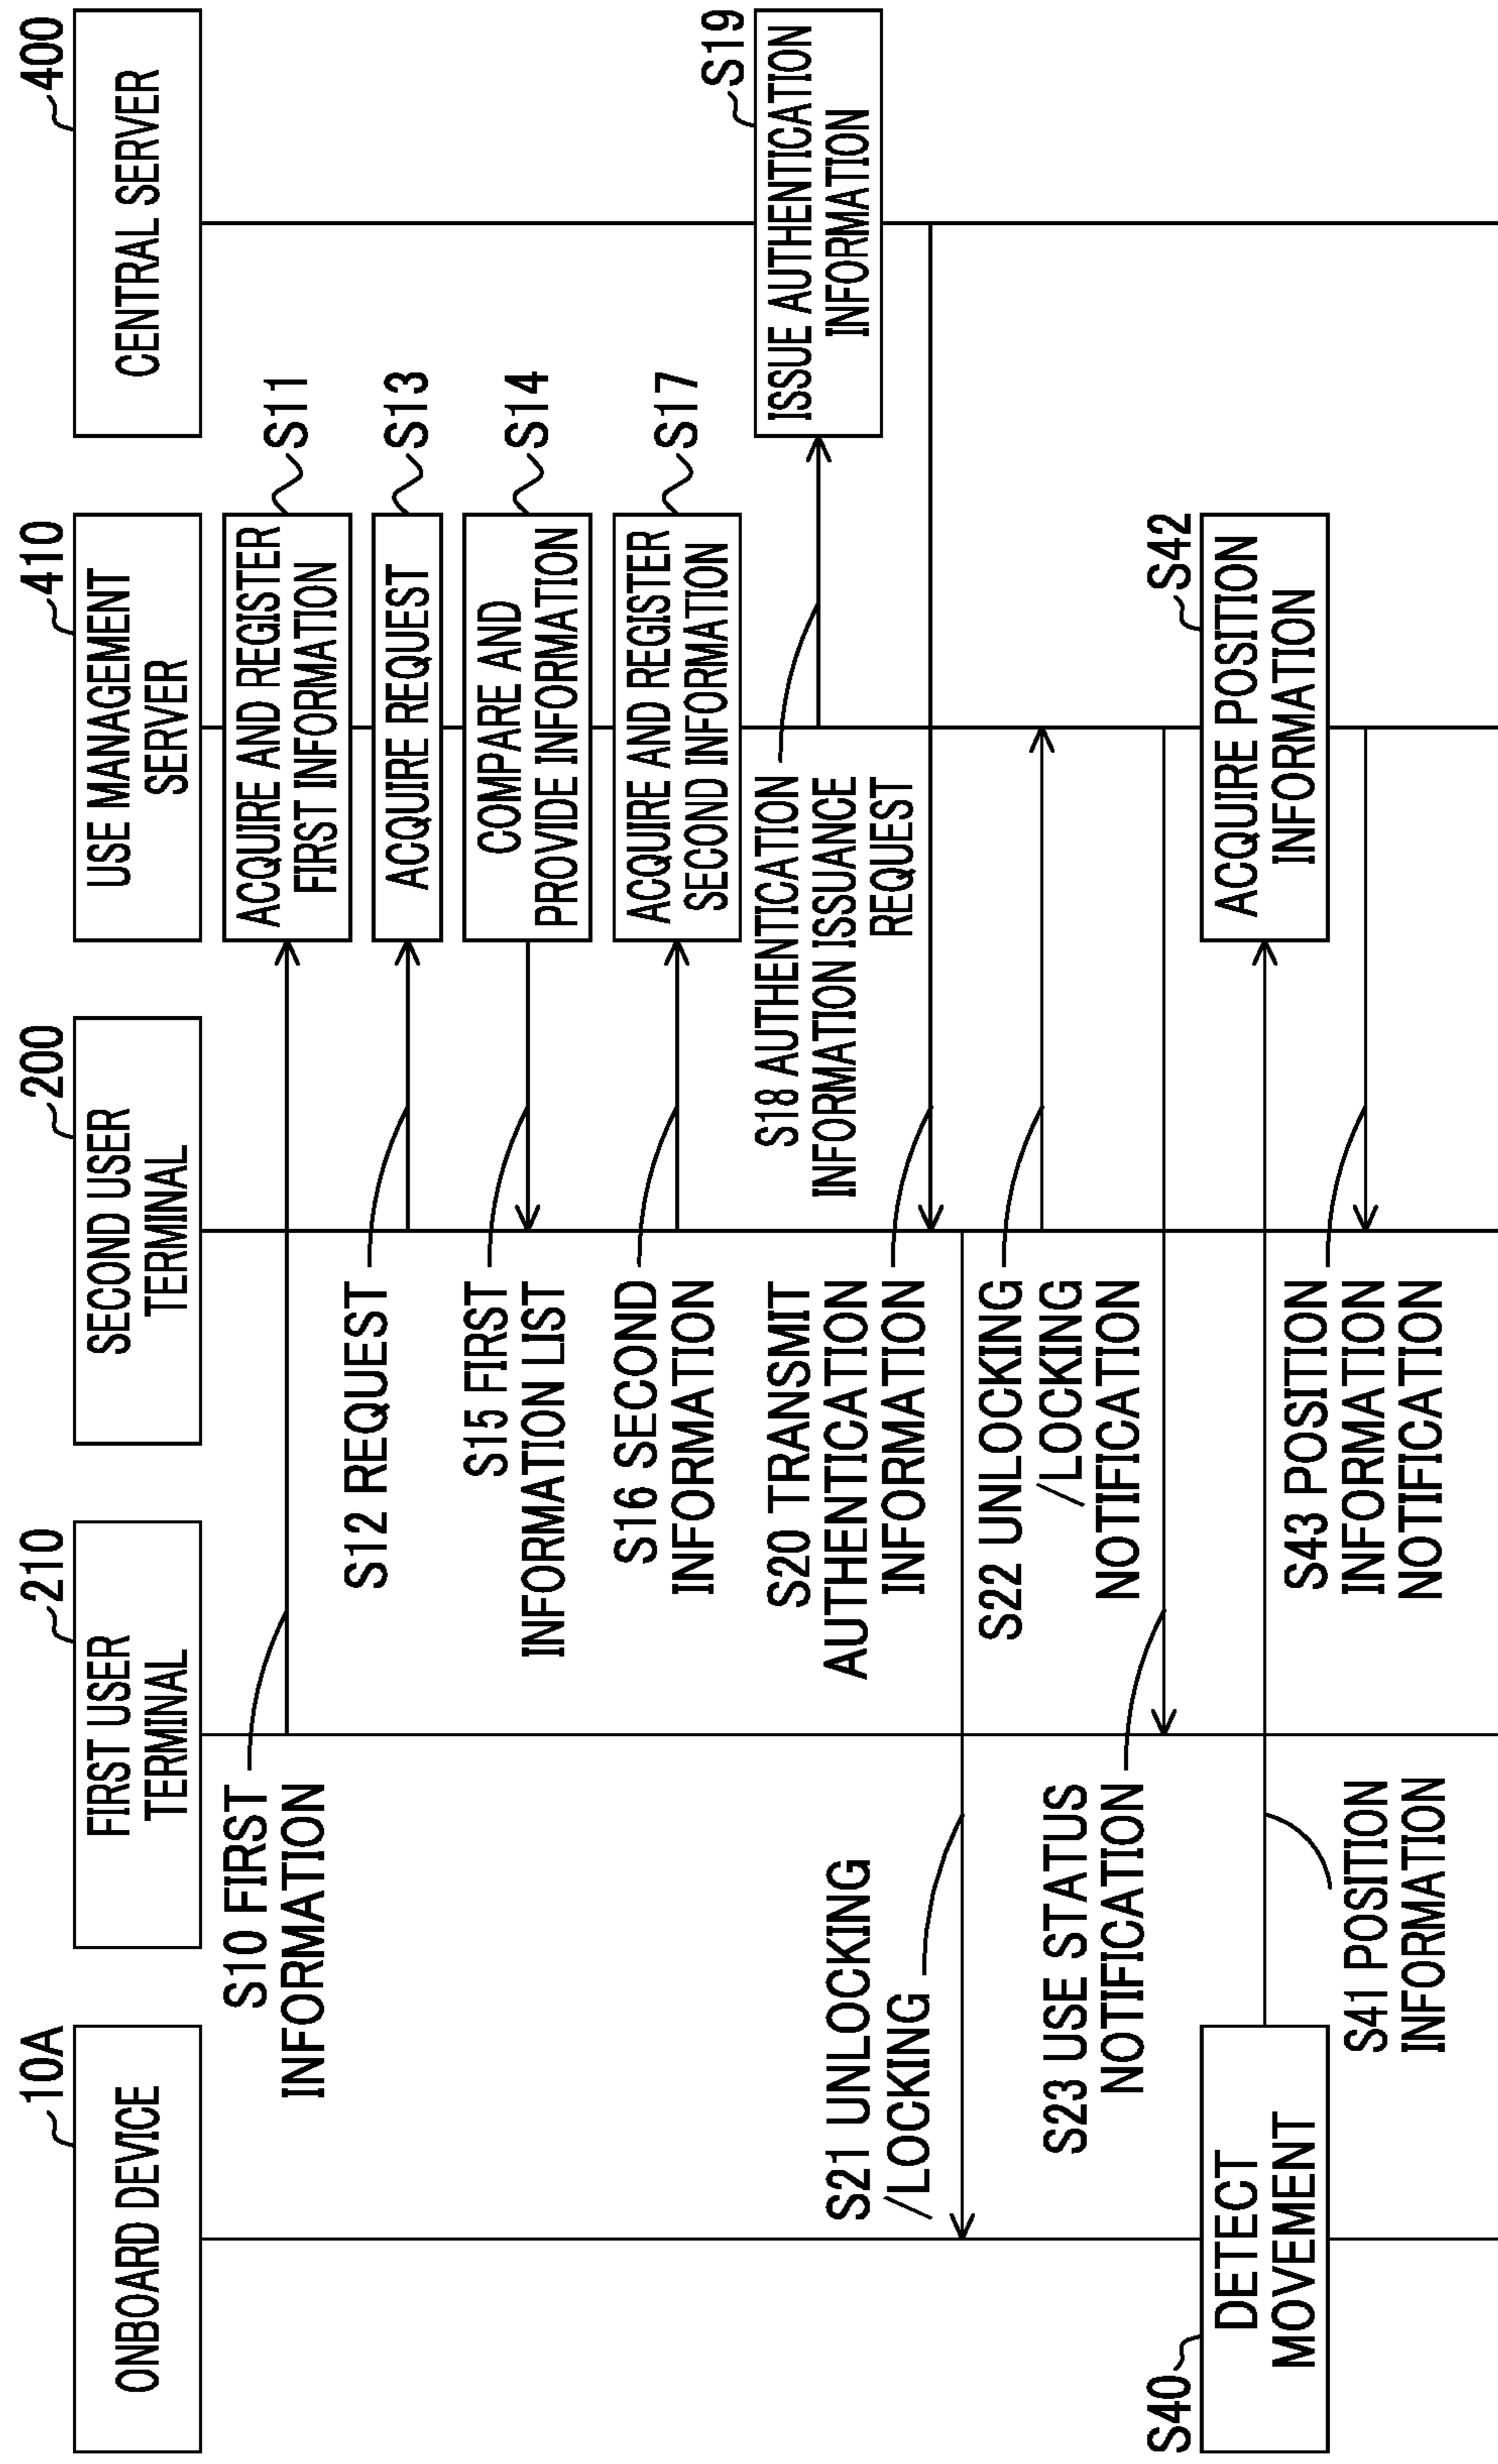 10A
ONBOARD DEVICE
210
FIRST USER
TERMINAL
200
SECOND USER
TERMINAL
410
USE MANAGEMENT
SERVER
400
CENTRAL SERVER
S10 FIRST
INFORMATION
ACQUIRE AND REGISTER
FIRST INFORMATION
S11
S12 REQUEST
ACQUIRE REQUEST
S13
COMPARE AND
PROVIDE INFORMATION
S14
S15 FIRST
INFORMATION LIST
S16 SECOND
INFORMATION
ACQUIRE AND REGISTER
SECOND INFORMATION
S17
S18 AUTHENTICATION
INFORMATION ISSUANCE
REQUEST
ISSUE AUTHENTICATION
INFORMATION
S19
S20 TRANSMIT
AUTHENTICATION
INFORMATION
S21 UNLOCKING
/LOCKING
S22 UNLOCKING
/LOCKING
NOTIFICATION
S23 USE STATUS
NOTIFICATION
S40
DETECT
MOVEMENT
S41 POSITION
INFORMATION
S42
ACQUIRE POSITION
INFORMATION
S43 POSITION
INFORMATION
NOTIFICATION